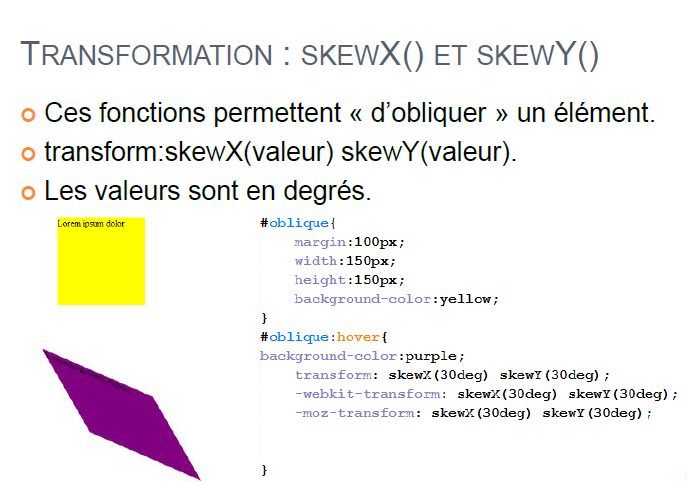 TRANSFORMATION : SKEWX() ET SKEWY()
Ces fonctions permettent « d’obliquer » un élément.
transform:skewX(valeur) skewY(valeur).
Les valeurs sont en degrés.
Lorem ipsum dolor
#oblique{
margin:100px;
width:150px;
height:150px;
background-color:yellow;
}
#oblique:hover{
background-color:purple;
transform: skewX(30deg) skewY(30deg);
-webkit-transform: skewX(30deg) skewY(30deg);
-moz-transform: skewX(30deg) skewY(30deg);
}